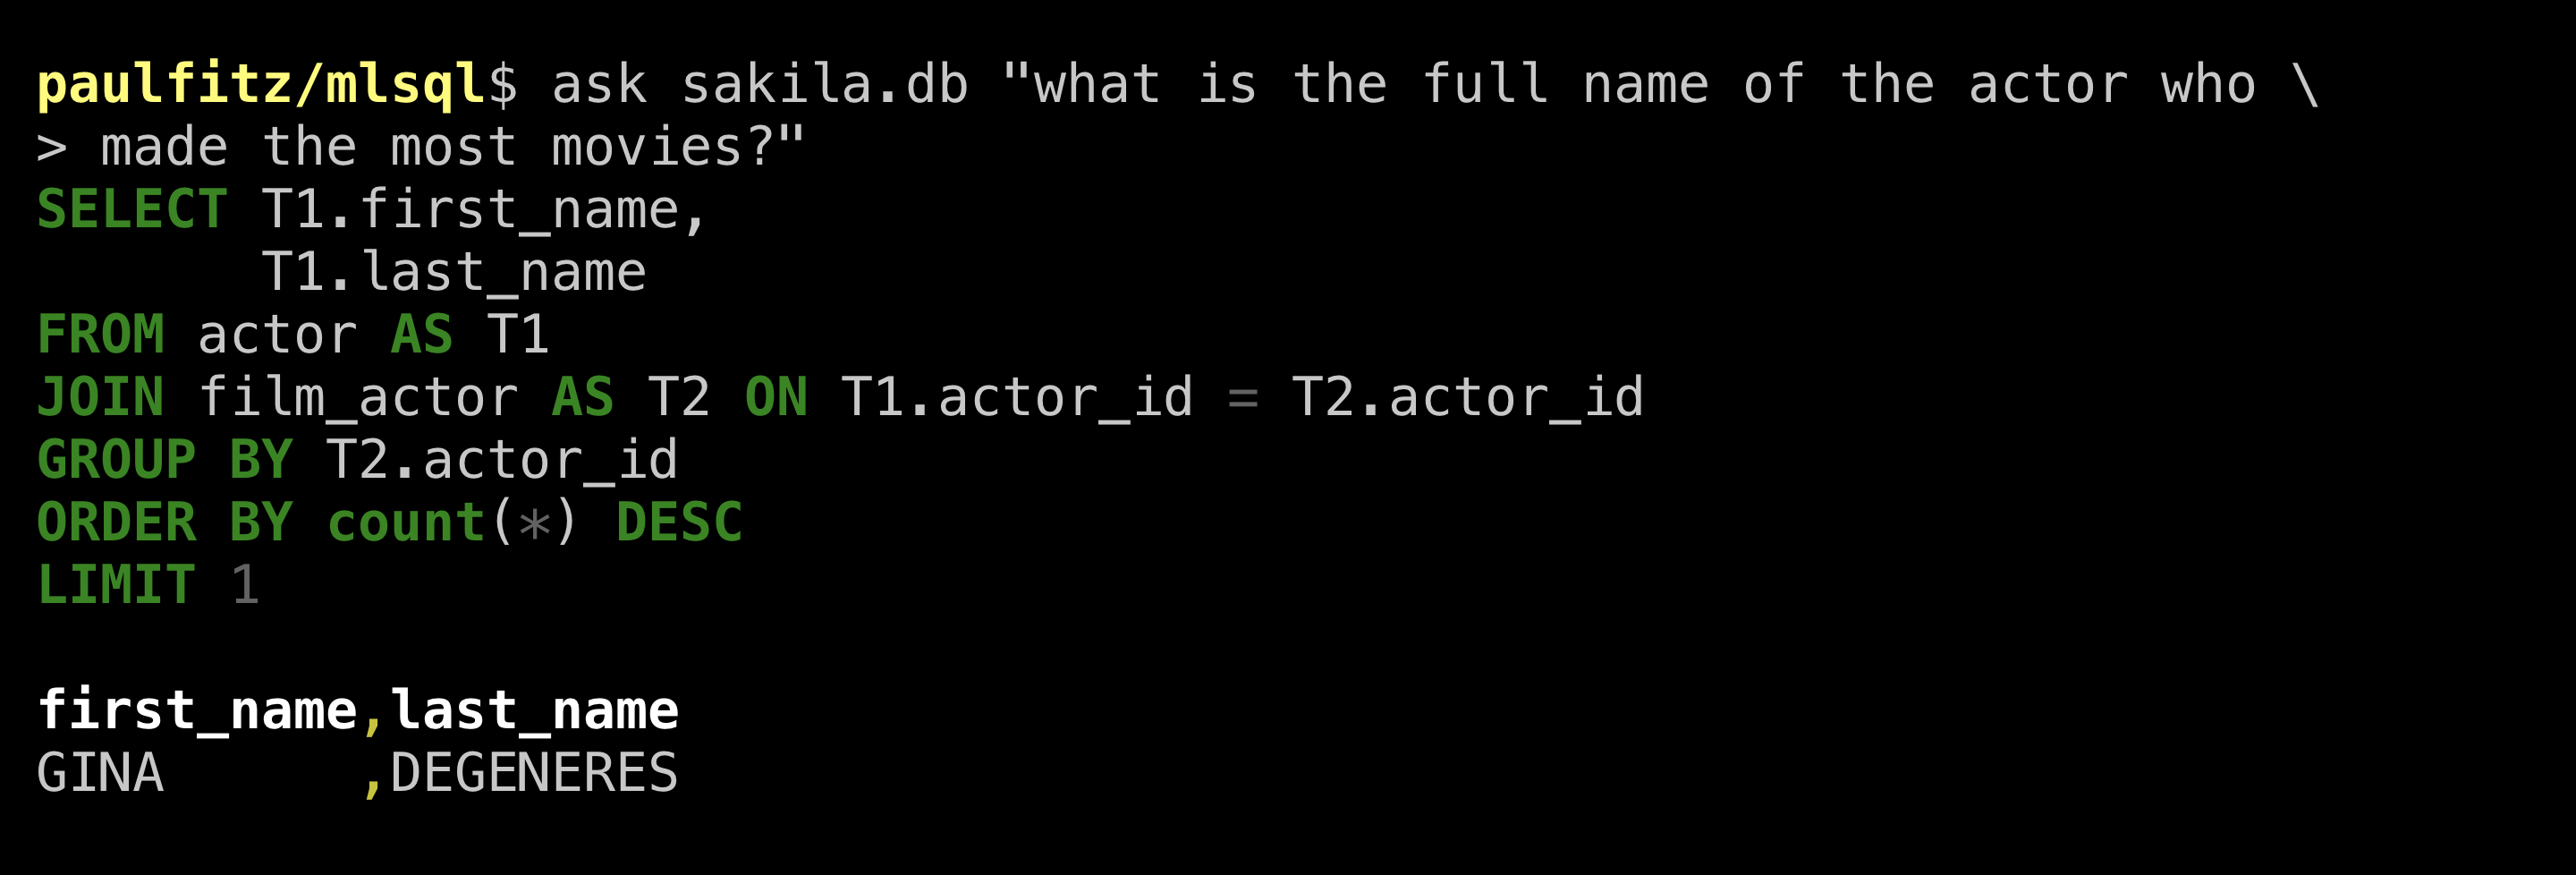 paulfitz/mlsql$ ask sakila.db "what is the full name of the actor who \
> made the most movies?"
SELECT T1.first_name,
       T1.last_name
FROM actor AS T1
JOIN film_actor AS T2 ON T1.actor_id = T2.actor_id
GROUP BY T2.actor_id
ORDER BY count(*) DESC
LIMIT 1

first_name,last_name
GINA      ,DEGENERES